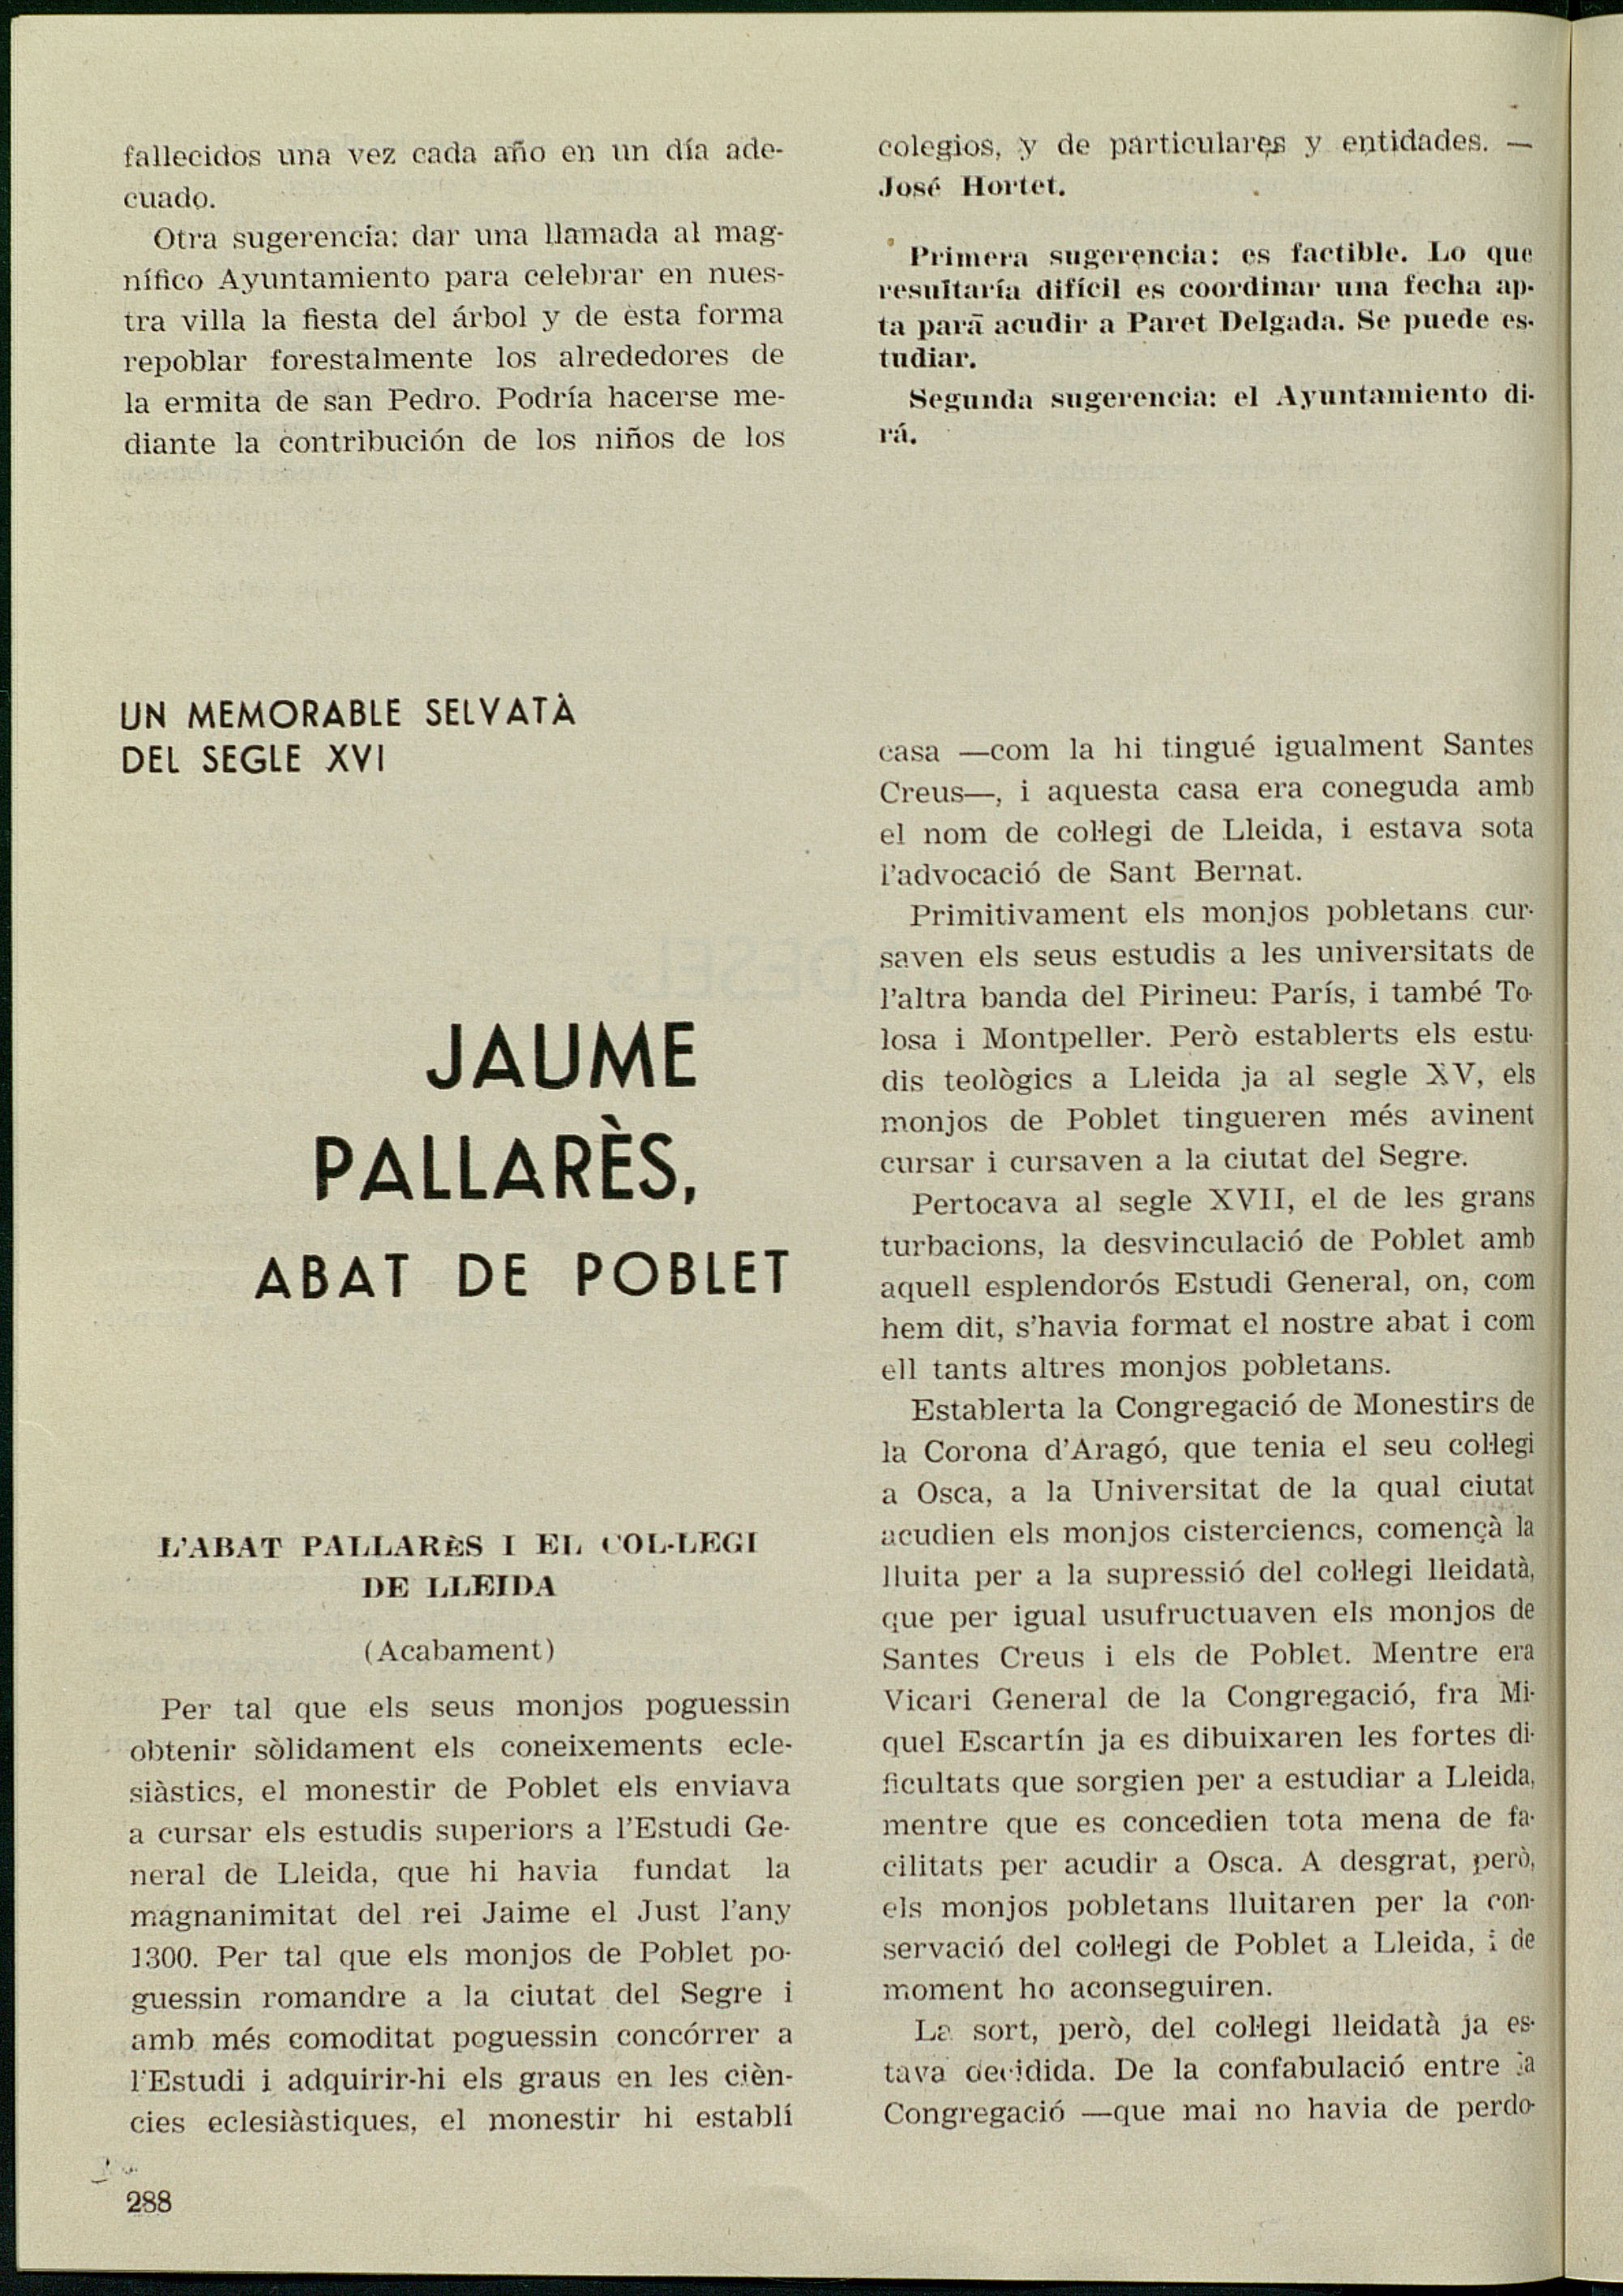 fallecidos una vez cada año en un día ade-
cuado.
Otra sugerencia: dar una llamada al mag-
nífico Ayuntamiento para celebrar en nues-
tra villa la fiesta del árbol y de esta forma
repoblar forestalmente los alrededores de
la ermita de san Pedro. Podría hacerse me-
diante la contribución de los niños de los
colegios, y de particulares y entidades. —
José Hortet.
Primera sugerencia: es factible. Lo que
resultaría difícil es coordinar una fecha ap-
ta para acudir a Paret Delgada. Se puede es-
tudiar.
Segunda sugerencia: el Ayuntamiento di-
rá.
UN MEMORABLE SELVATÀ
DEL SEGLE XVI
JAUME
PALLARÈS,
ABAT DE POBLET
L'ABAT PALLARÈS I EL COL-LEGI
DE LLEIDA
(Acabament)
Per tal que els seus monjos poguessin
obtenir sòlidament els coneixements ecle-
siàstics, el monestir de Poblet els enviava
a cursar els estudis superiors a l'Estudi Ge-
neral de Lleida, que hi havia fundat la
magnanimitat del rei Jaime el Just l'any
1300. Per tal que els monjos de Poblet po-
guessin romandre a la ciutat del Segre i
amb més comoditat poguessin concórrer a
l'Estudi i adquirir-hi els graus en les cièn-
cies eclesiàstiques, el monestir hi establí
casa —com la hi tingué igualment Santes
Creus—, i aquesta casa era coneguda amb
el nom de col·legi de Lleida, i estava sota
l'advocació de Sant Bernat.
Primitivament els monjos pobletans cur-
saven els seus estudis a les universitats de
l'altra banda del Pirineu: París, i també To-
losa i Montpeller. Però establerts els estu-
dis teològics a Lleida ja al segle XV, els
monjos de Poblet tingueren més avinent
cursar i cursaven a la ciutat del Segre.
Pertocava al segle XVII, el de les grans
turbacions, la desvinculació de Poblet amb
aquell esplendorós Estudi General, on, com
hem dit, s'havia format el nostre abat i com
ell tants altres monjos pobletans.
Establerta la Congregació de Monestirs de
la Corona d'Aragó, que tenia el seu col·legi
a Osca, a la Universitat de la qual ciutat
acudien els monjos cisterciencs, començà la
lluita per a la supressió del col·legi lleidatà,
que per igual usufructuaven els monjos de
Santes Creus i els de Poblet. Mentre era
Vicari General de la Congregació, fra Mi-
quel Escartín ja es dibuixaren les fortes di-
ficultats que sorgien per a estudiar a Lleida,
mentre que es concedien tota mena de fa-
cilitats per acudir a Osca. A desgrat, però,
els monjos pobletans lluitaren per la con-
servació del col·legi de Poblet a Lleida, i de
moment ho aconseguiren.
La sort, però, del col·legi lleidatà ja es-
tava decidida. De la confabulació entre la
Congregació —que mai no havia de perdo-
288